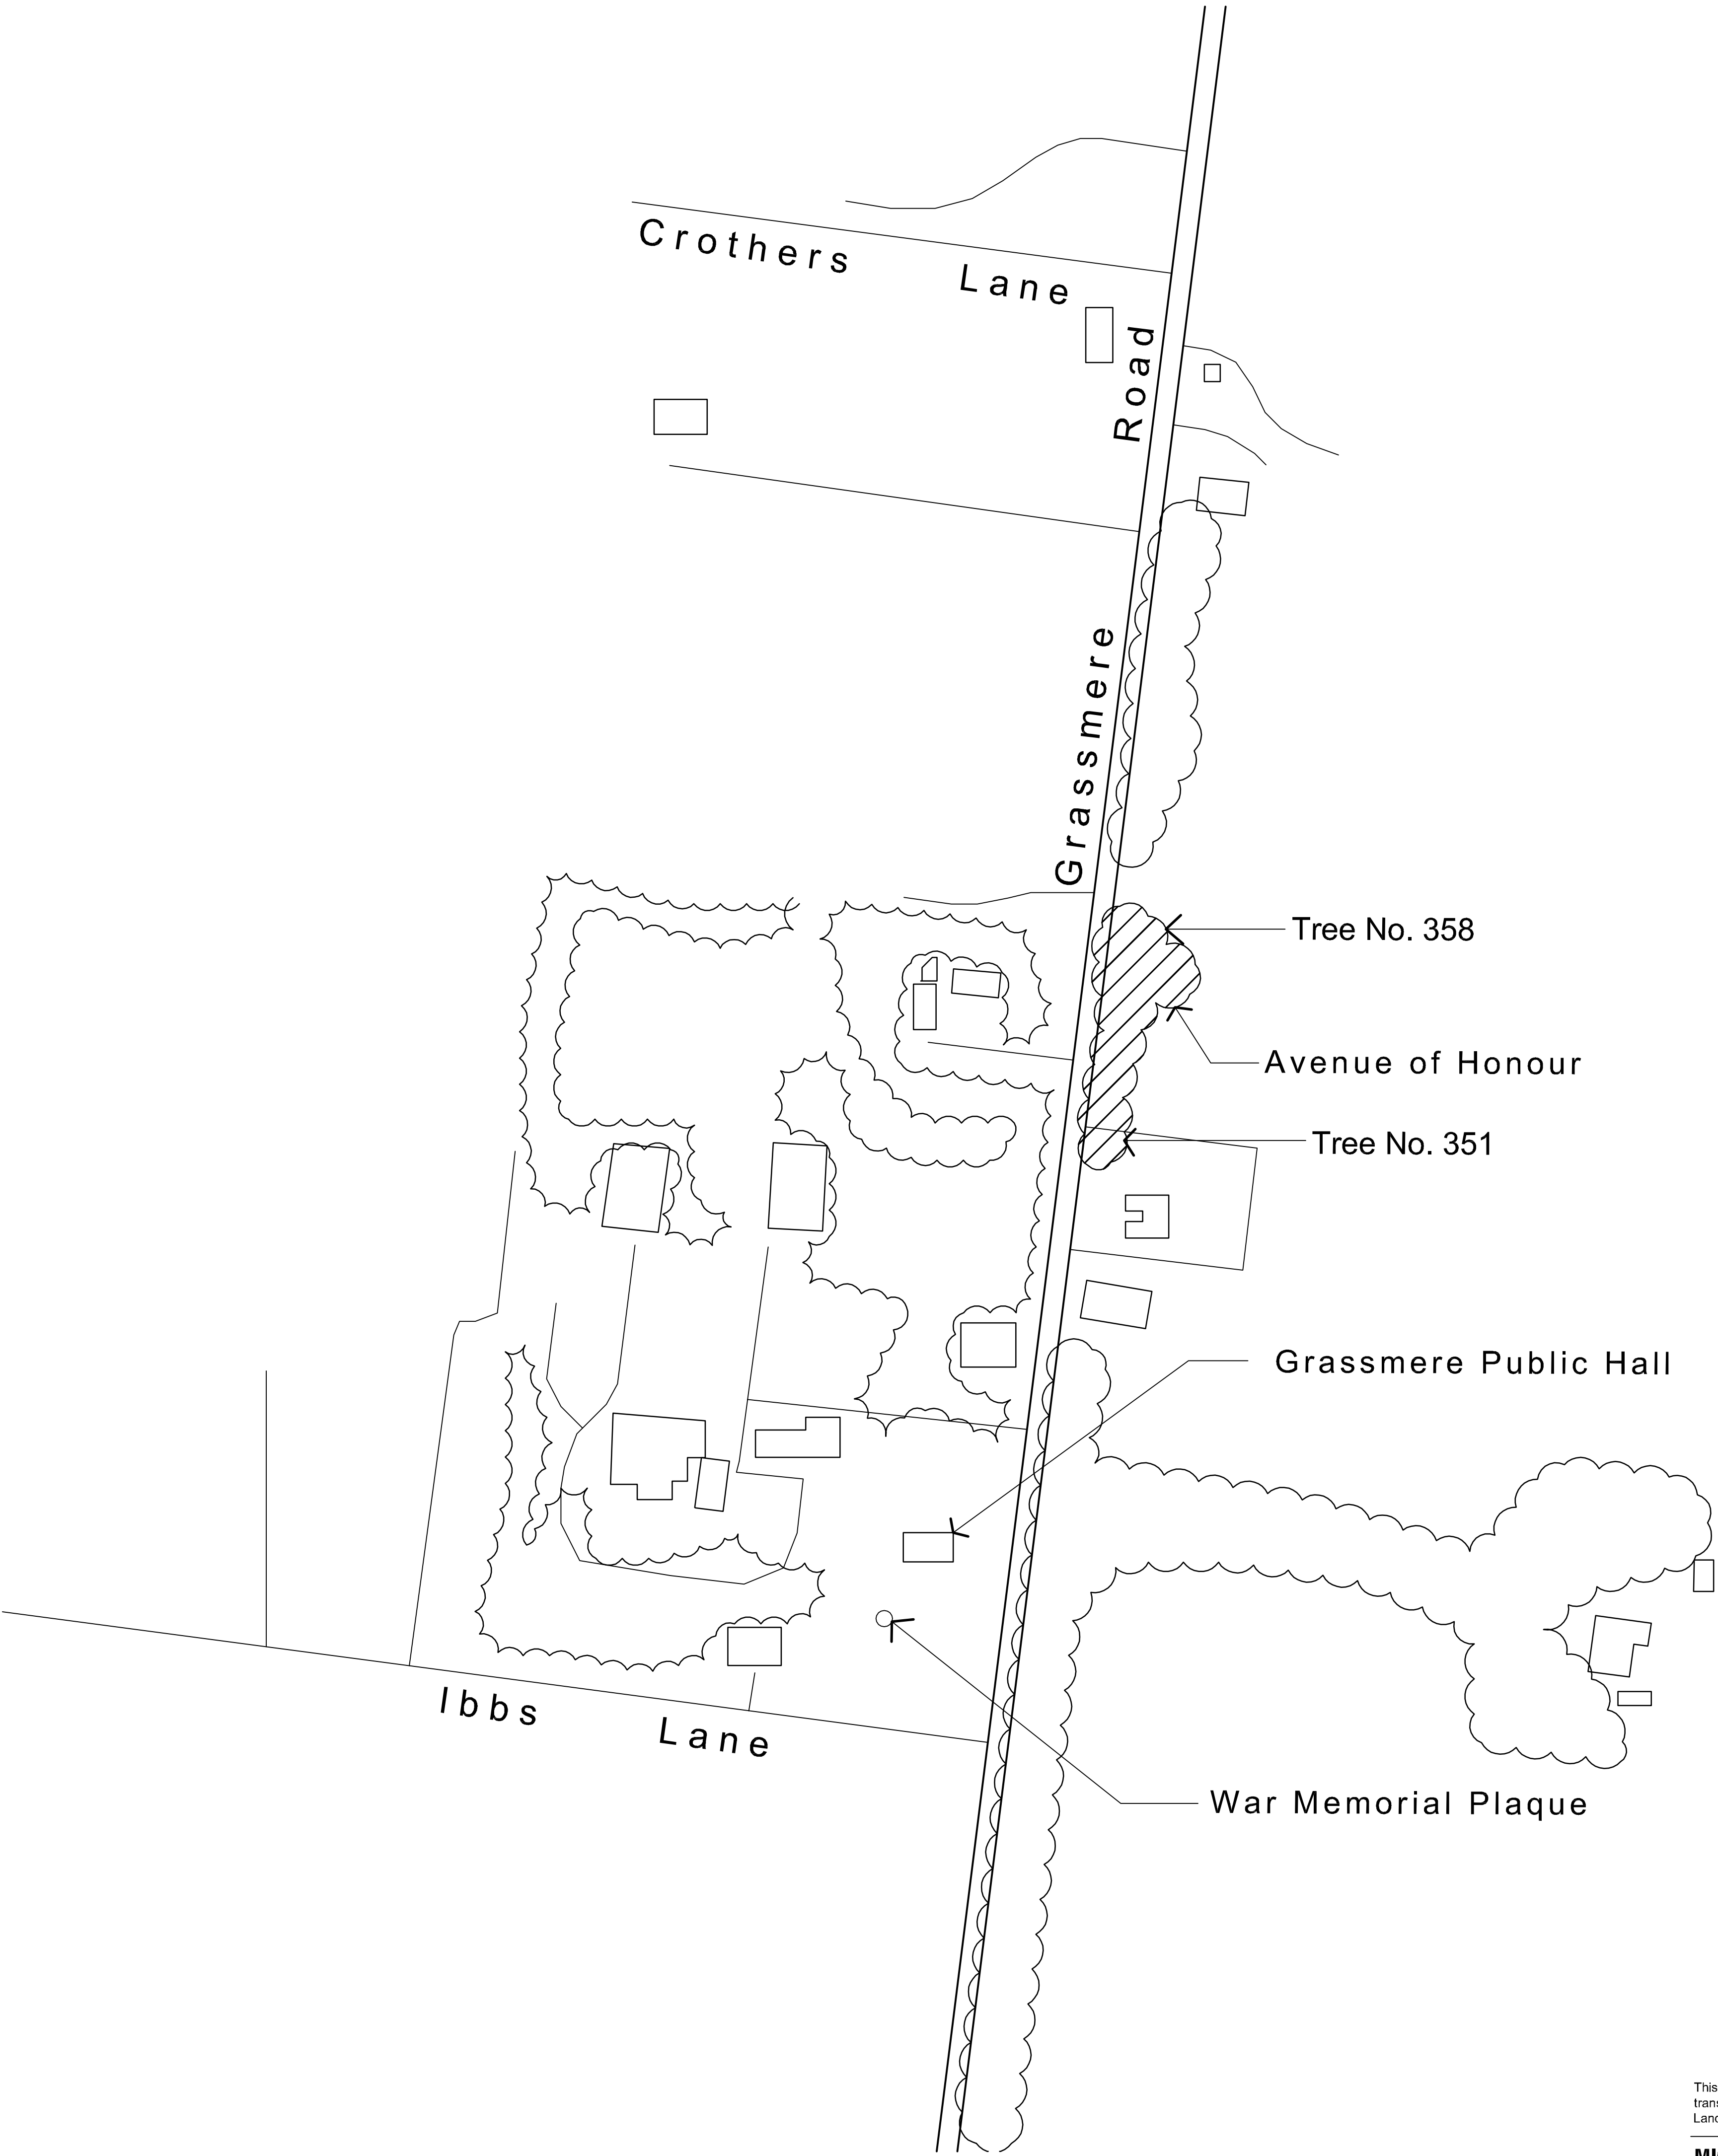 Crothers Lane
Grassmere Road
Tree No. 358
Avenue of Honour
Tree No. 351
Grassmere Public Hall
Ibbs Lane
War Memorial Plaque
This